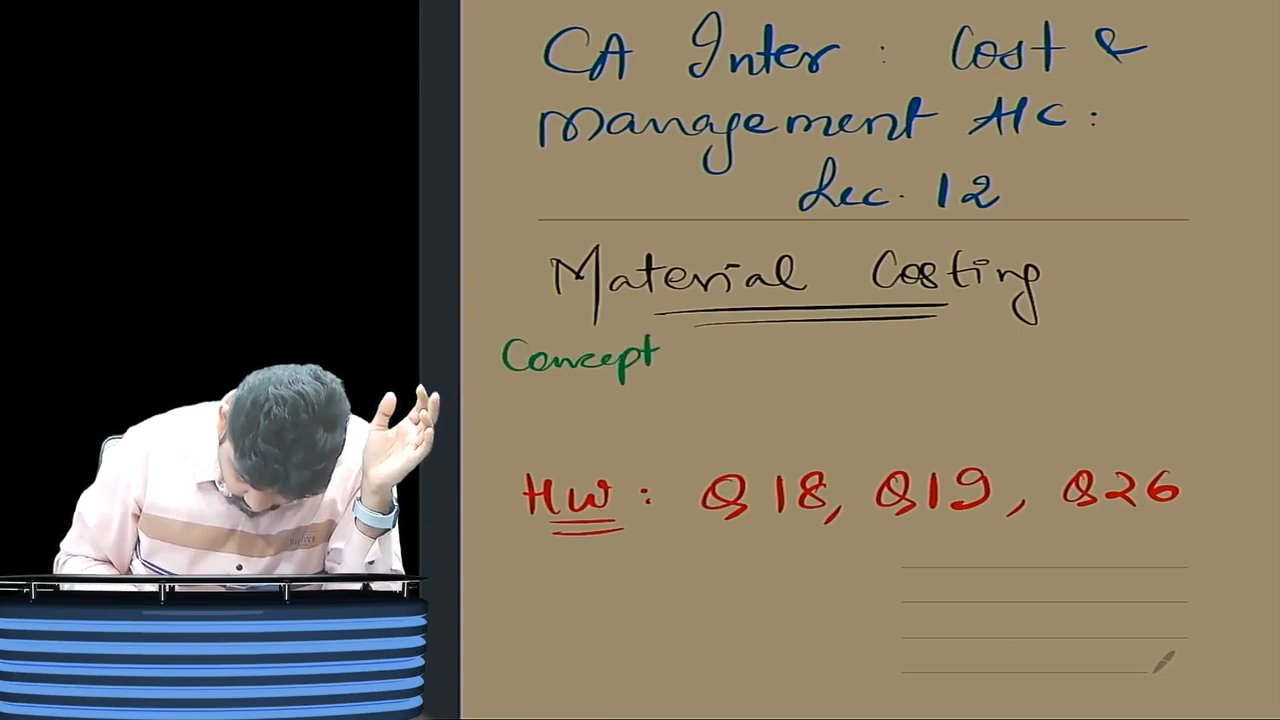 CA Inter : Cost &
Management A/C :
Lec. 12
Material Costing
Concept
HW : Q18, Q19, Q26